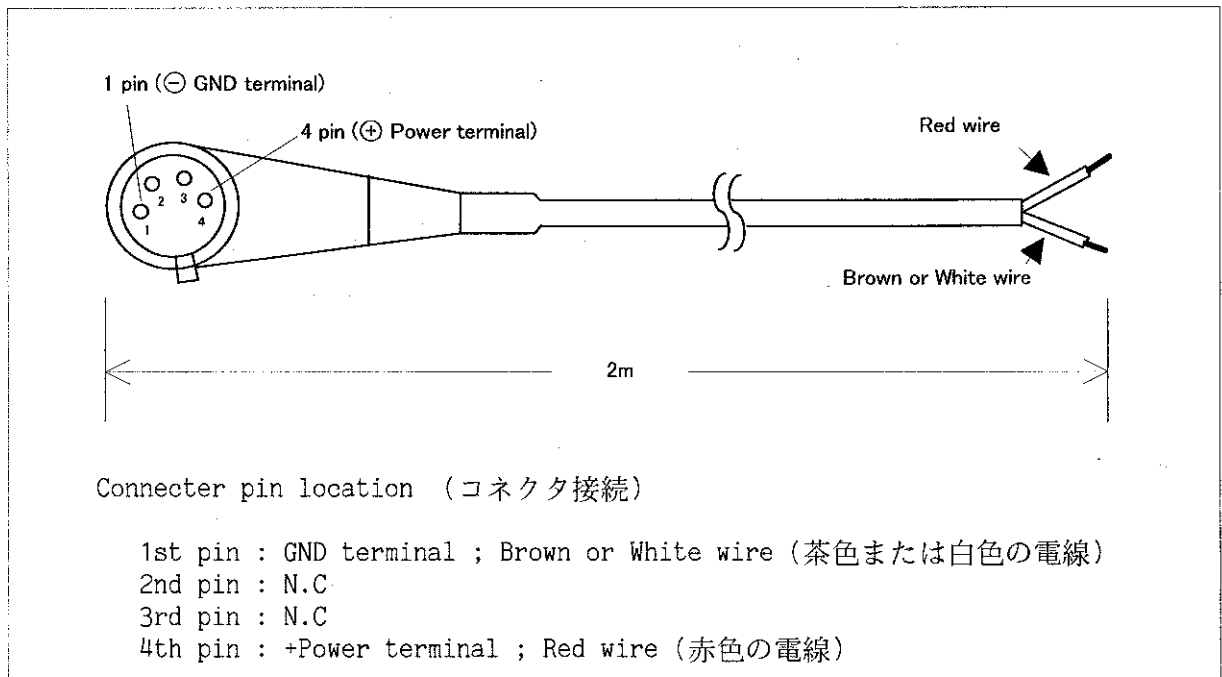 1 pin (⊖ GND terminal)
4 pin (⊕ Power terminal)
Red wire
2
3
1
4
Brown or White wire
2m
Connecter pin location （コネクタ接続）
1st pin : GND terminal ; Brown or White wire（茶色または白色の電線）
2nd pin : N.C
3rd pin : N.C
4th pin : +Power terminal ; Red wire（赤色の電線）